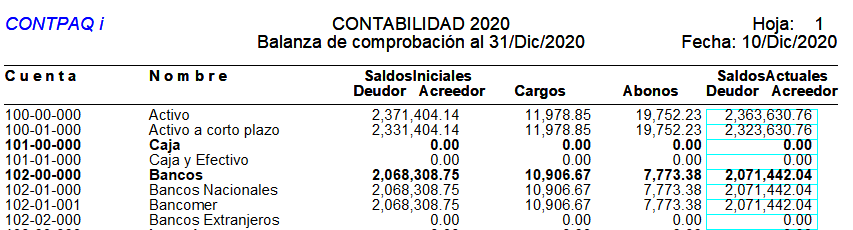 CONTPAQ i CONTABILIDAD 2020 Hoja: 1
Balanza de comprobación al 31/Dic/2020 Fecha: 10/Dic/2020
Cuenta Nombre SaldosIniciales SaldosActuales
Deudor Acreedor Cargos Abonos Deudor Acreedor
100-00-000 Activo 2,371,404.14 11,978.85 19,752.23 2,363,630.76
100-01-000 Activo a corto plazo 2,331,404.14 11,978.85 19,752.23 2,323,630.76
101-00-000 Caja 0.00 0.00 0.00 0.00
101-01-000 Caja y Efectivo 0.00 0.00 0.00 0.00
102-00-000 Bancos 2,068,308.75 10,906.67 7,773.38 2,071,442.04
102-01-000 Bancos Nacionales 2,068,308.75 10,906.67 7,773.38 2,071,442.04
102-01-001 Bancomer 2,068,308.75 10,906.67 7,773.38 2,071,442.04
102-02-000 Bancos Extranjeros 0.00 0.00 0.00 0.00